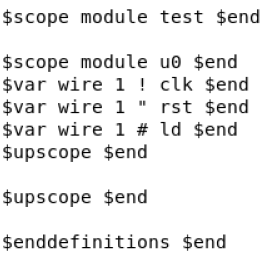 $scope module test $end
$scope module u0 $end
$var wire 1 ! clk $end
$var wire 1 " rst $end
$var wire 1 # ld $end
$upscope $end
$upscope $end
$enddefinitions $end